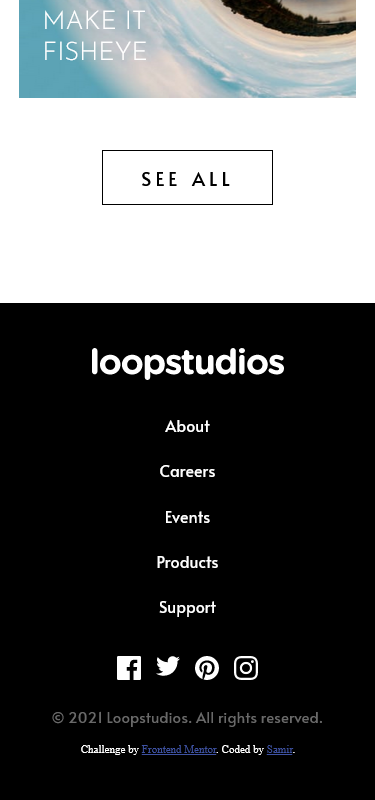 MAKE IT
FISHEYE
SEE ALL
loopstudios
About
Careers
Events
Products
Support
© 2021 Loopstudios. All rights reserved.
Challenge by Frontend Mentor. Coded by Samir.